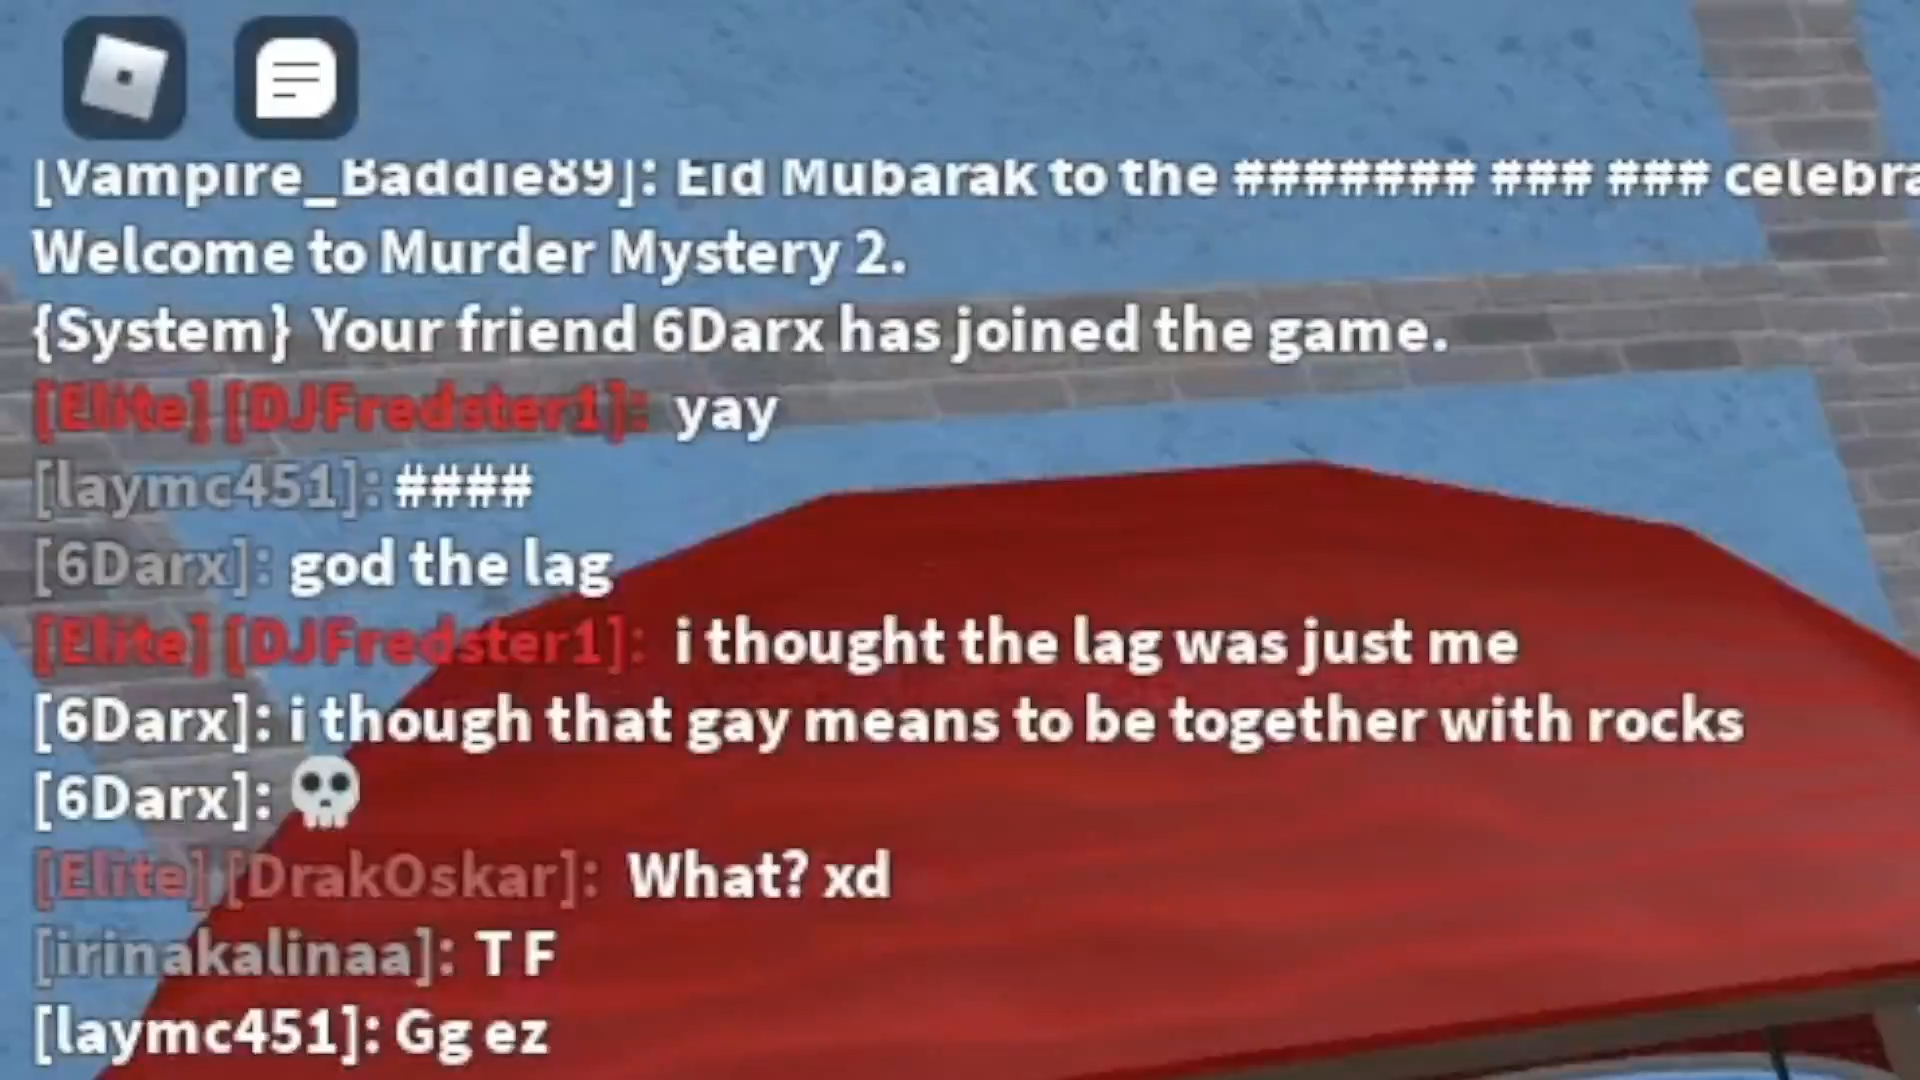 [Vampire_Baddie89]: Eid Mubarak to the ####### ### ### celebra
Welcome to Murder Mystery 2.
{System} Your friend 6Darx has joined the game.
[Elite] [DJFredster1]: yay
[laymc451]: ####
[6Darx]: god the lag
[Elite] [DJFredster1]: i thought the lag was just me
[6Darx]: i though that gay means to be together with rocks
[6Darx]: 💀
[Elite] [DrakOskar]: What? xd
[irinakalinaa]: T F
[laymc451]: Gg ez